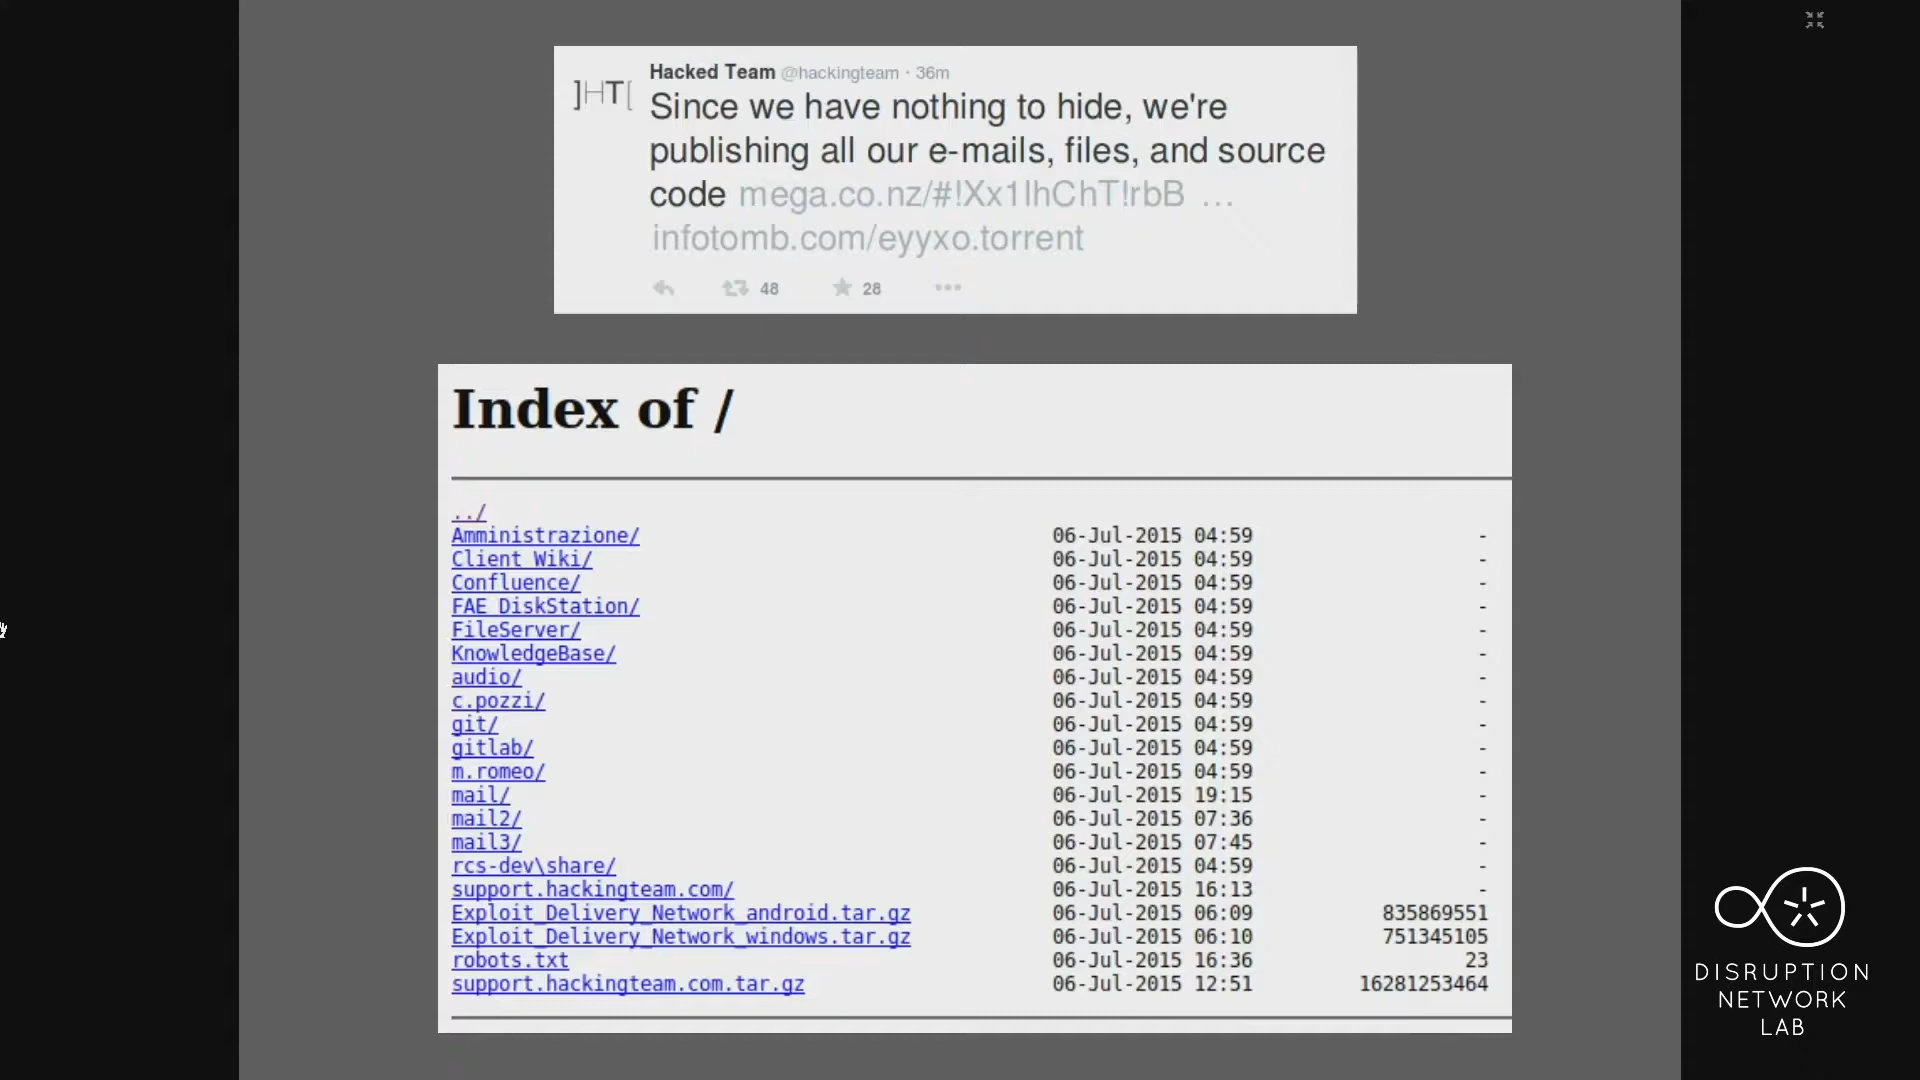 Hacked Team @hackingteam · 36m
]HT[
Since we have nothing to hide, we're
publishing all our e-mails, files, and source
code mega.co.nz/#!Xx1lhChT!rbB …
infotomb.com/eyyxo.torrent
48 28
Index of /
../
Amministrazione/ 06-Jul-2015 04:59 -
Client Wiki/ 06-Jul-2015 04:59 -
Confluence/ 06-Jul-2015 04:59 -
FAE DiskStation/ 06-Jul-2015 04:59 -
FileServer/ 06-Jul-2015 04:59 -
KnowledgeBase/ 06-Jul-2015 04:59 -
audio/ 06-Jul-2015 04:59 -
c.pozzi/ 06-Jul-2015 04:59 -
git/ 06-Jul-2015 04:59 -
gitlab/ 06-Jul-2015 04:59 -
m.romeo/ 06-Jul-2015 04:59 -
mail/ 06-Jul-2015 19:15 -
mail2/ 06-Jul-2015 07:36 -
mail3/ 06-Jul-2015 07:45 -
rcs-dev\share/ 06-Jul-2015 04:59 -
support.hackingteam.com/ 06-Jul-2015 16:13 -
Exploit_Delivery_Network_android.tar.gz 06-Jul-2015 06:09 835869551
Exploit_Delivery_Network_windows.tar.gz 06-Jul-2015 06:10 751345105
robots.txt 06-Jul-2015 16:36 23
support.hackingteam.com.tar.gz 06-Jul-2015 12:51 16281253464
DISRUPTION
NETWORK
LAB